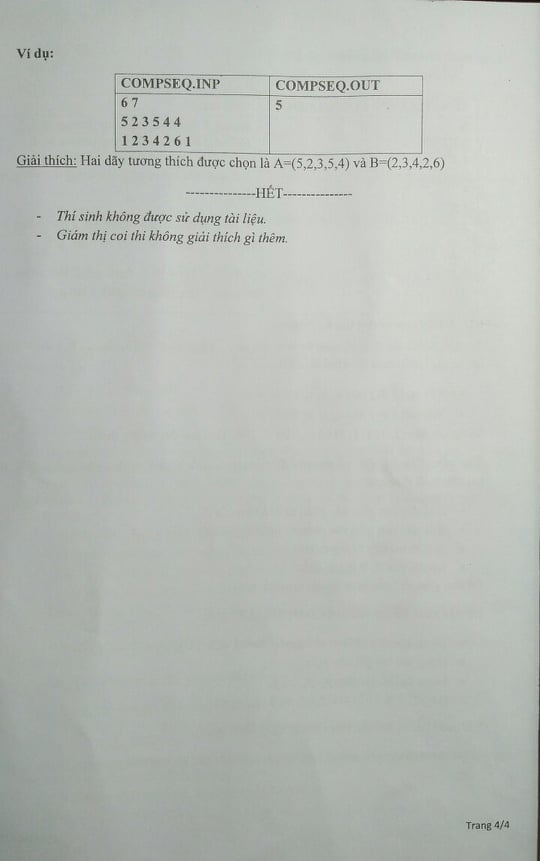 Ví dụ:
COMPSEQ.INP COMPSEQ.OUT
6 7 5
5 2 3 5 4 4
1 2 3 4 2 6 1
Giải thích: Hai dãy tương thích được chọn là A=(5,2,3,5,4) và B=(2,3,4,2,6)
---------------HẾT---------------
- Thí sinh không được sử dụng tài liệu.
- Giám thị coi thi không giải thích gì thêm.
Trang 4/4